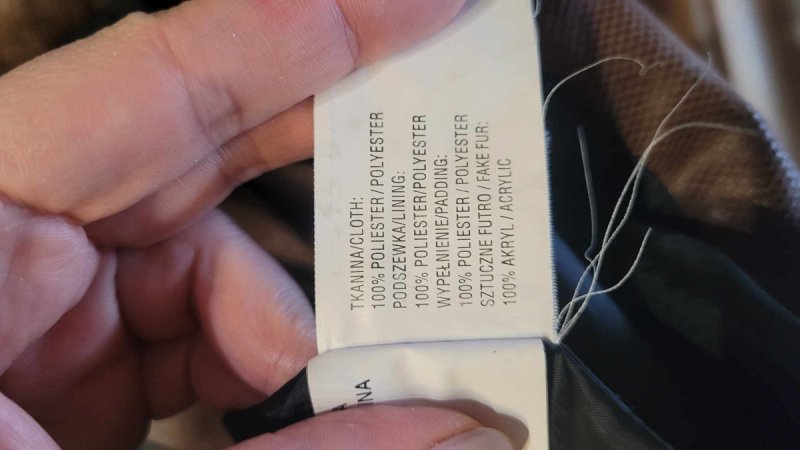 TKANINA/CLOTH:
100% POLIESTER / POLYESTER
PODSZEWKA/LINING:
100% POLIESTER/POLYESTER
WYPEŁNIENIE/PADDING:
100% POLIESTER / POLYESTER
SZTUCZNE FUTRO / FAKE FUR:
100% AKRYL / ACRYLIC